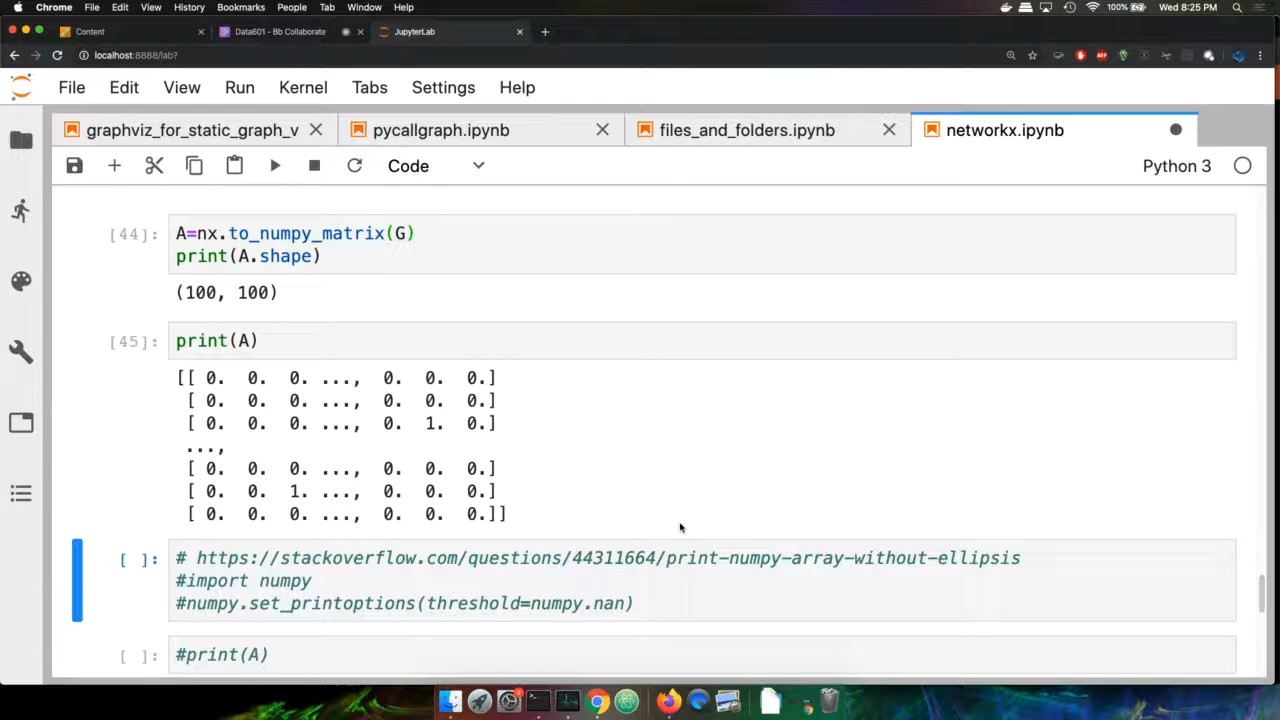 Chrome File Edit View History Bookmarks People Tab Window Help 100% Wed 8:25 PM
Content Data601 - Bb Collaborate JupyterLab
localhost:8888/lab? ABP
File Edit View Run Kernel Tabs Settings Help
graphviz_for_static_graph_v pycallgraph.ipynb files_and_folders.ipynb networkx.ipynb
Code Python 3
[44]: A=nx.to_numpy_matrix(G)
print(A.shape)
(100, 100)
[45]: print(A)
[[ 0. 0. 0. ..., 0. 0. 0.]
[ 0. 0. 0. ..., 0. 0. 0.]
[ 0. 0. 0. ..., 0. 1. 0.]
...,
[ 0. 0. 0. ..., 0. 0. 0.]
[ 0. 0. 1. ..., 0. 0. 0.]
[ 0. 0. 0. ..., 0. 0. 0.]]
[ ]: # https://stackoverflow.com/questions/44311664/print-numpy-array-without-ellipsis
#import numpy
#numpy.set_printoptions(threshold=numpy.nan)
[ ]: #print(A)